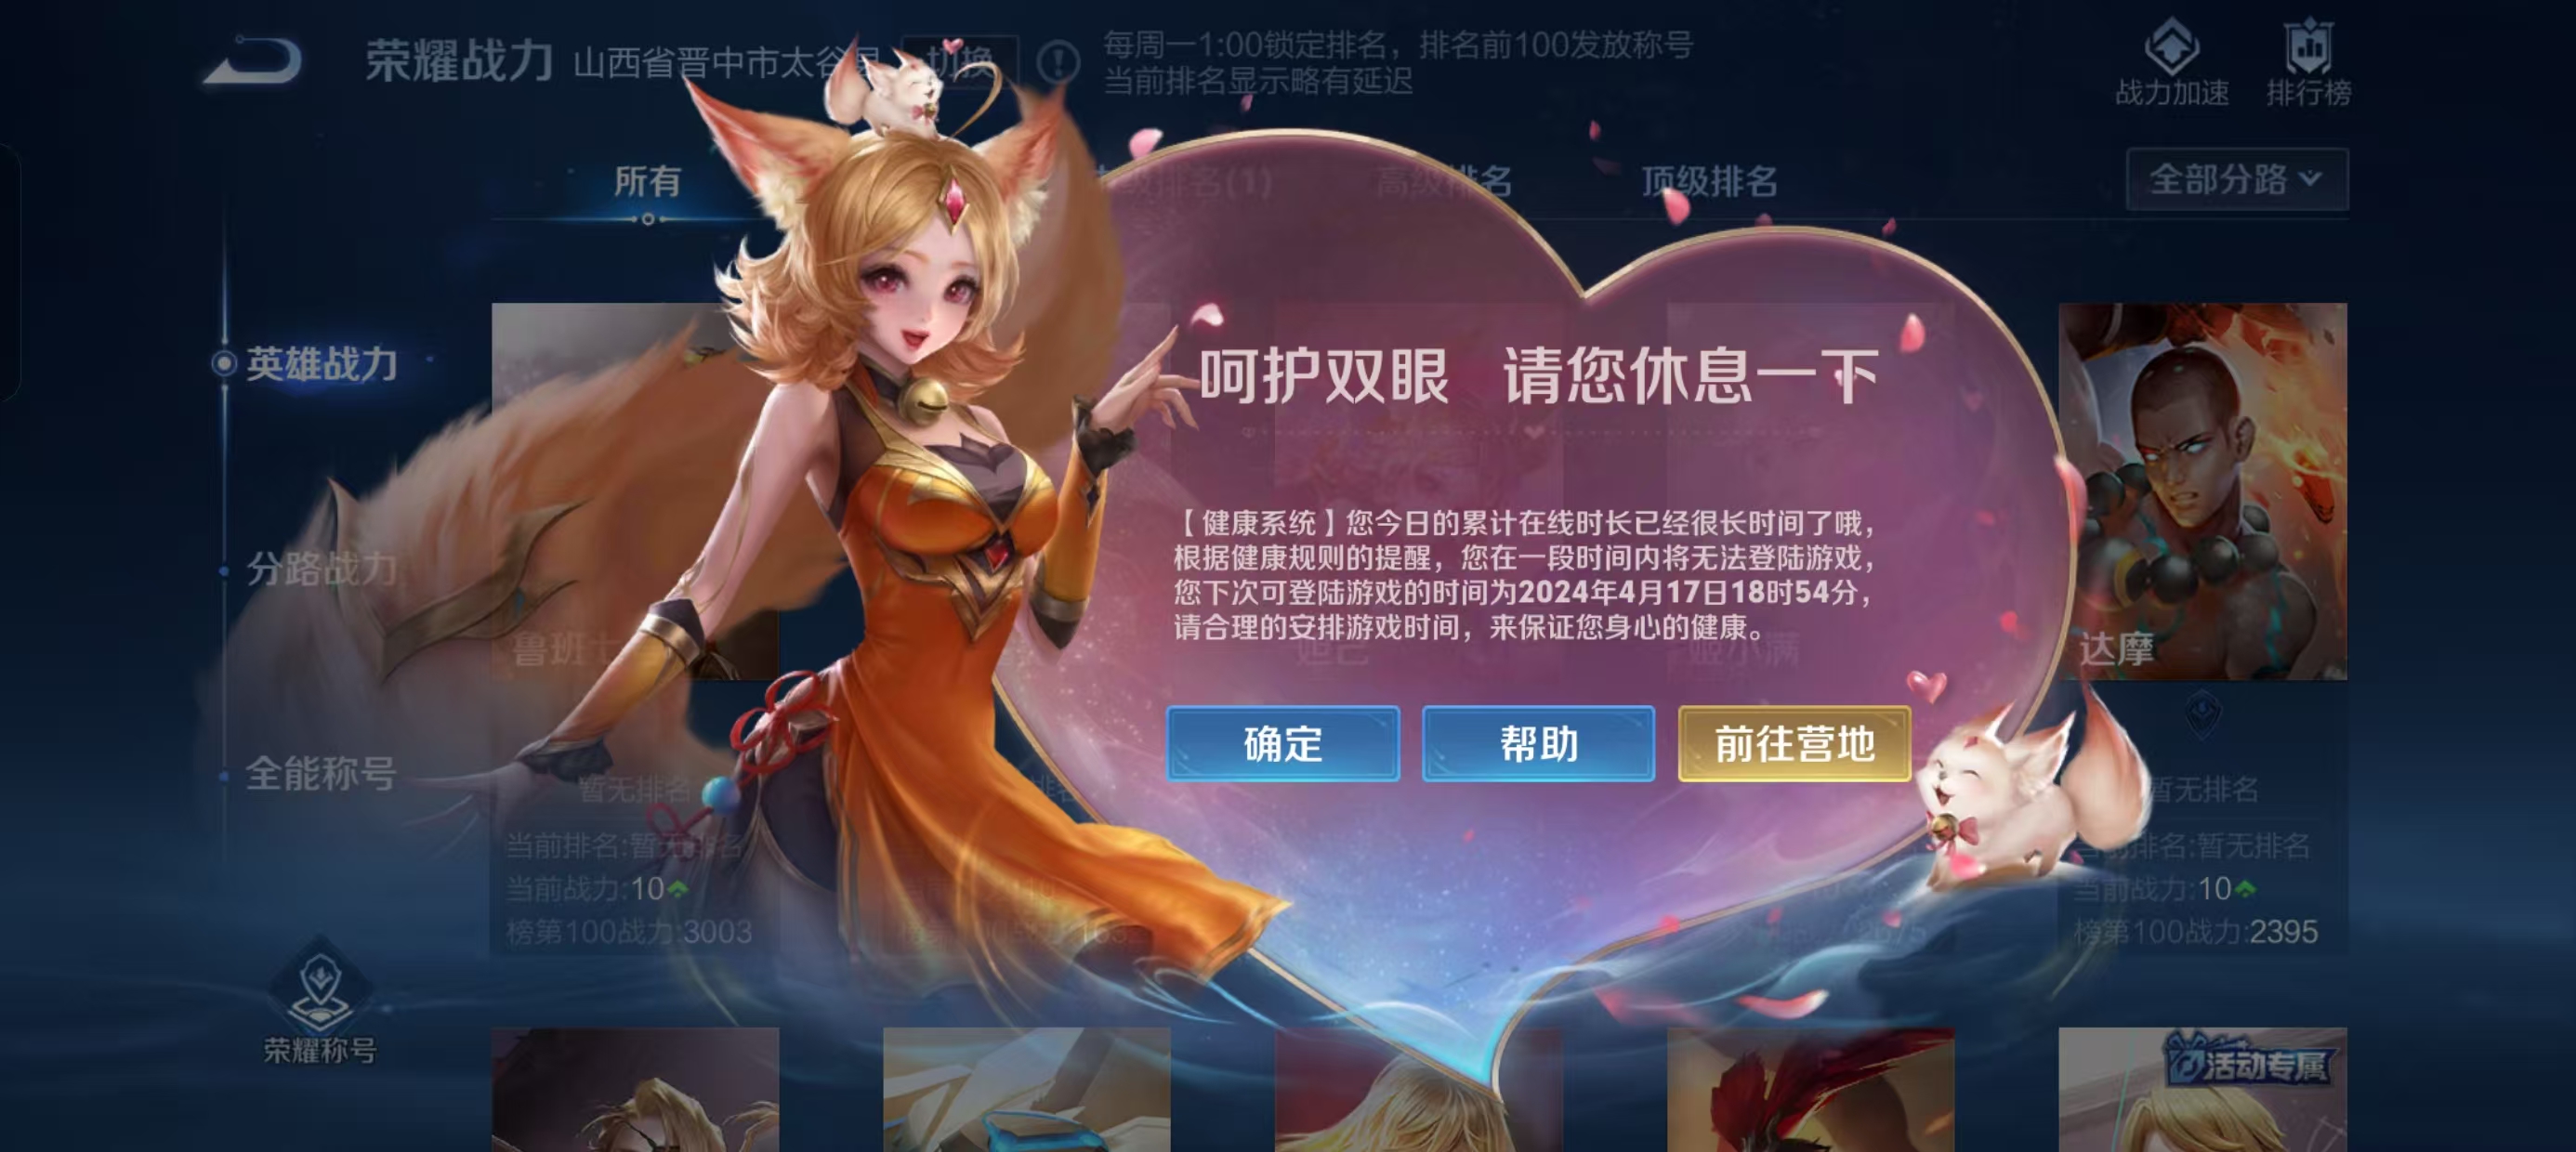 荣耀战力 山西省晋中市太谷县 切换
每周一1:00锁定排名，排名前100发放称号
当前排名显示略有延迟
战力加速
排行榜
所有
级排名(1)
高级排名
顶级排名
全部分路
英雄战力
分路战力
全能称号
荣耀称号
呵护双眼 请您休息一下
【健康系统】您今日的累计在线时长已经很长时间了哦，
根据健康规则的提醒，您在一段时间内将无法登陆游戏，
您下次可登陆游戏的时间为2024年4月17日18时54分，
请合理的安排游戏时间，来保证您身心的健康。
确定
帮助
前往营地
鲁班七
妲己
姬小满
达摩
暂无排名
当前排名:暂无排名
当前战力:10
榜第100战力:3003
暂无排名
排名:暂无排名
当前战力:10
榜第100战力:2395
活动专属